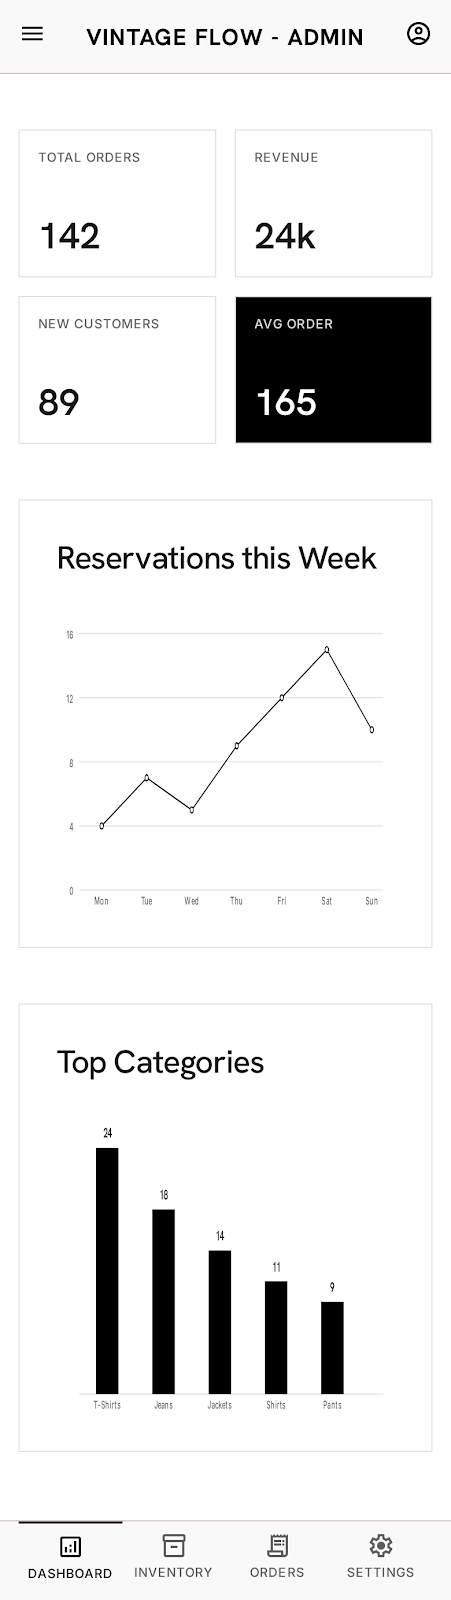 VINTAGE FLOW - ADMIN
TOTAL ORDERS
142
REVENUE
24k
NEW CUSTOMERS
89
AVG ORDER
165
Reservations this Week
16
12
8
4
0
Mon Tue Wed Thu Fri Sat Sun
Top Categories
24
18
14
11
9
T-Shirts Jeans Jackets Shirts Pants
DASHBOARD INVENTORY ORDERS SETTINGS